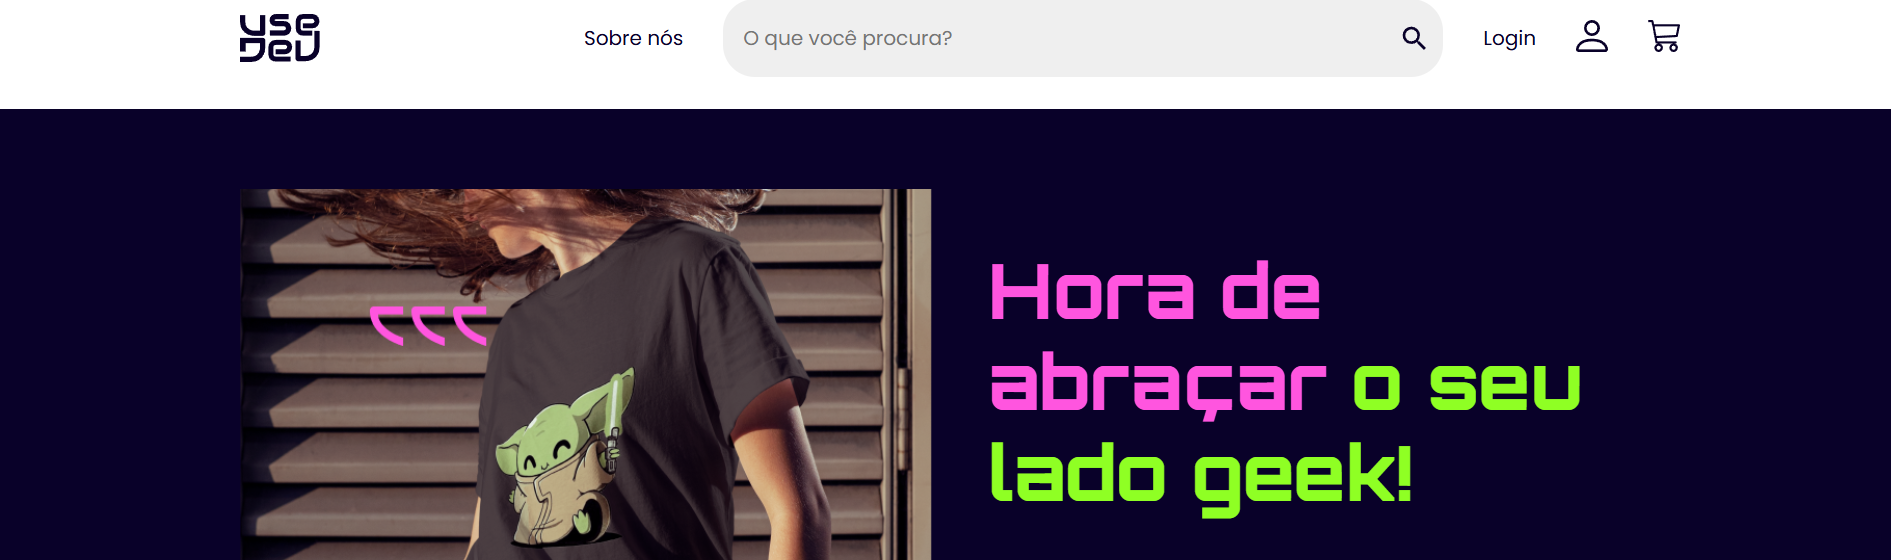 USE
DEV
Sobre nós
O que você procura?
Login
Hora de
abraçar o seu
lado geek!